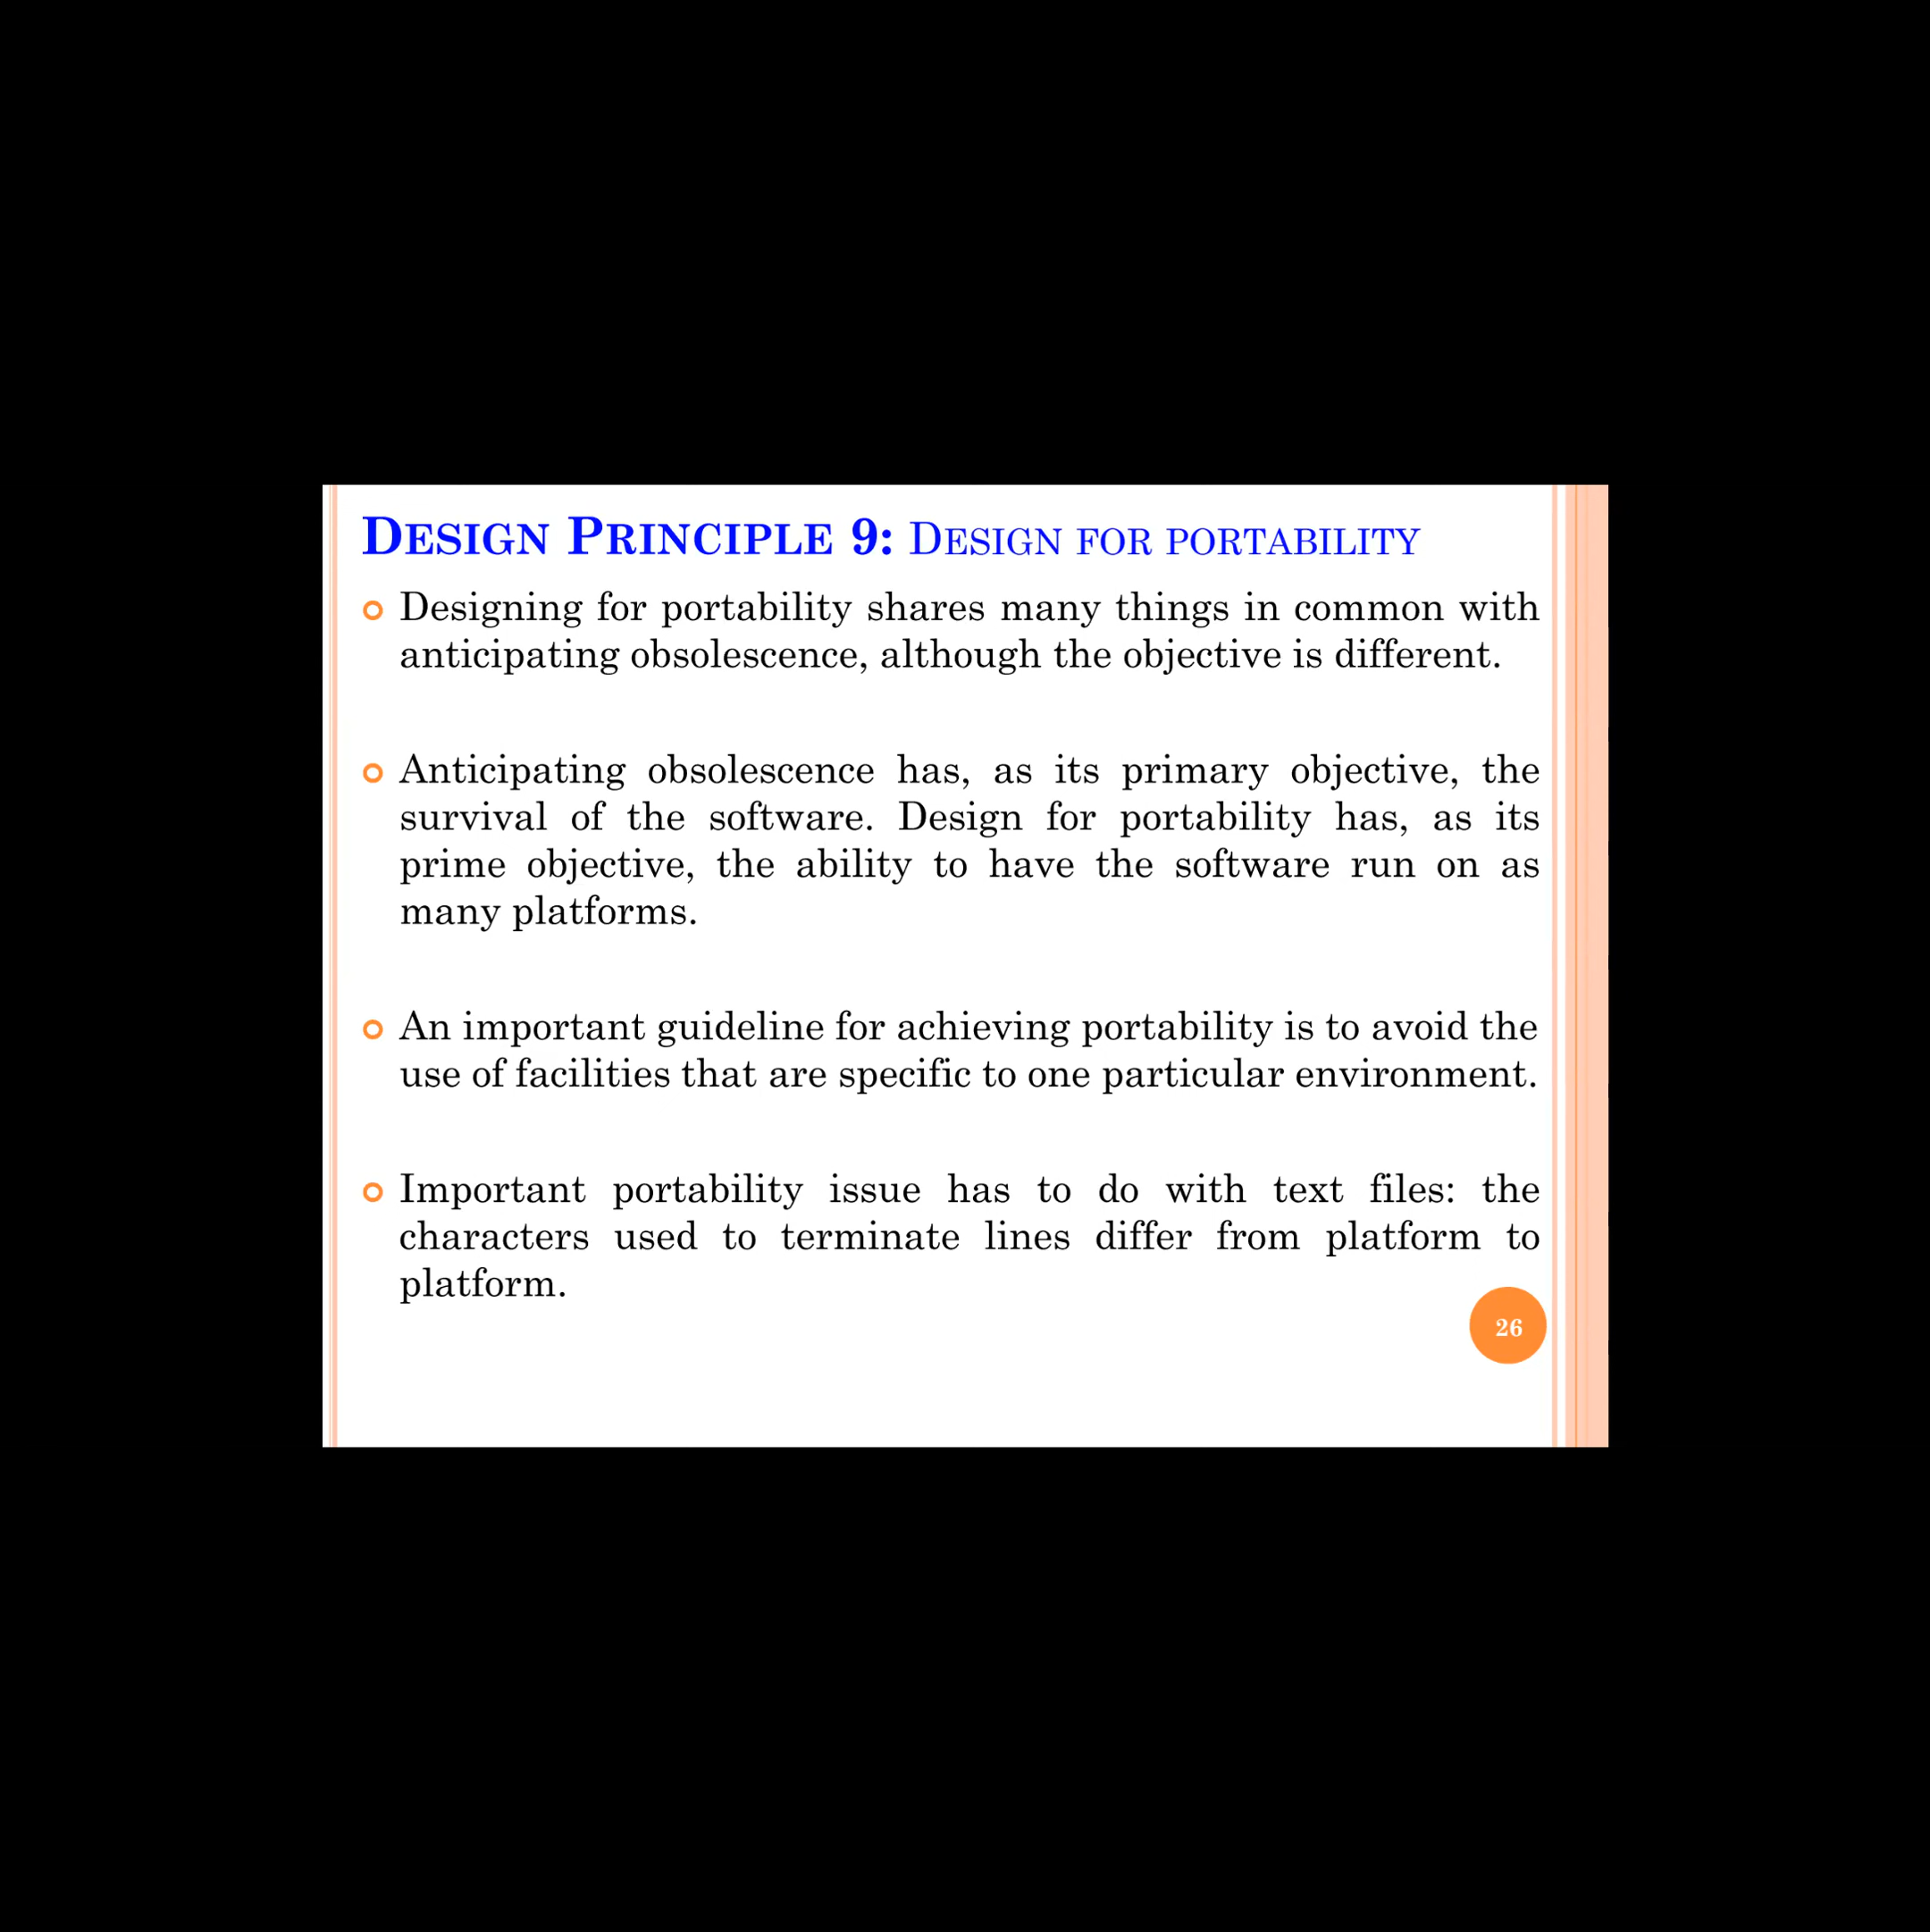 DESIGN PRINCIPLE 9: DESIGN FOR PORTABILITY
Designing for portability shares many things in common with
anticipating obsolescence, although the objective is different.
Anticipating obsolescence has, as its primary objective, the
survival of the software. Design for portability has, as its
prime objective, the ability to have the software run on as
many platforms.
An important guideline for achieving portability is to avoid the
use of facilities that are specific to one particular environment.
Important portability issue has to do with text files: the
characters used to terminate lines differ from platform to
platform.
26